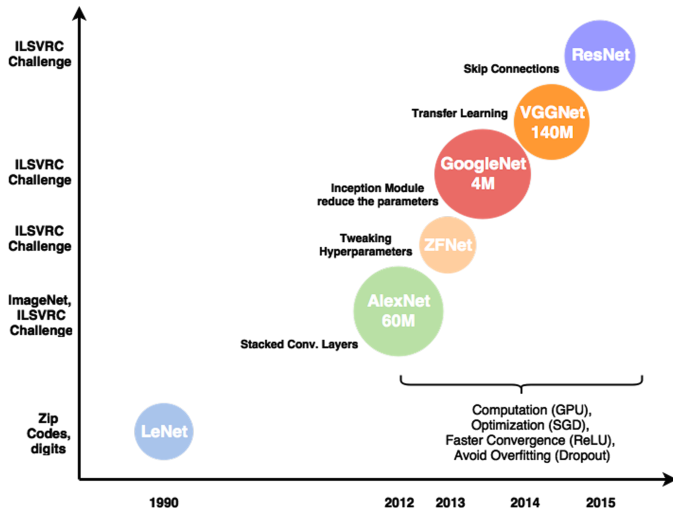 ILSVRC
Challenge
ResNet
Skip Connections
Transfer Learning
VGGNet
140M
ILSVRC
Challenge
GoogleNet
4M
Inception Module
reduce the parameters
ILSVRC
Challenge
Tweaking
Hyperparameters
ZFNet
ImageNet,
ILSVRC
Challenge
AlexNet
60M
Stacked Conv. Layers
Zip
Codes,
digits
LeNet
Computation (GPU),
Optimization (SGD),
Faster Convergence (ReLU),
Avoid Overfitting (Dropout)
1990
2012
2013
2014
2015